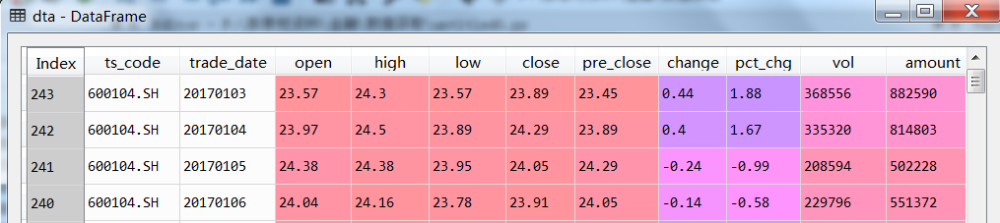 dta - DataFrame
Index ts_code trade_date open high low close pre_close change pct_chg vol amount
243 600104.SH 20170103 23.57 24.3 23.57 23.89 23.45 0.44 1.88 368556 882590
242 600104.SH 20170104 23.97 24.5 23.89 24.29 23.89 0.4 1.67 335320 814803
241 600104.SH 20170105 24.38 24.38 23.95 24.05 24.29 -0.24 -0.99 208594 502228
240 600104.SH 20170106 24.04 24.16 23.78 23.91 24.05 -0.14 -0.58 229796 551372